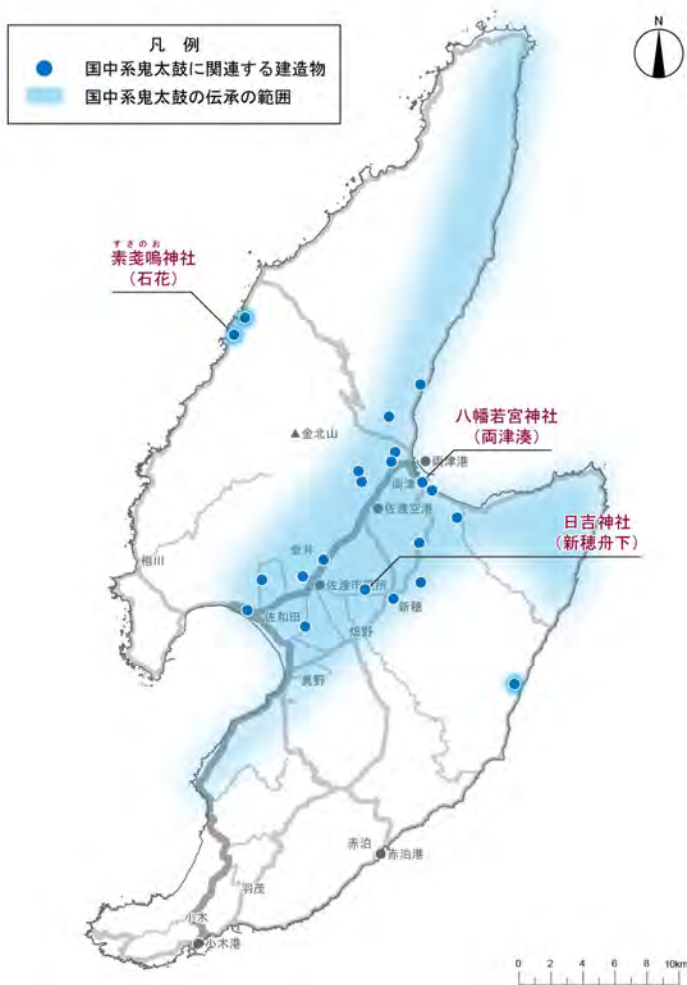 凡 例
国中系鬼太鼓に関連する建造物
国中系鬼太鼓の伝承の範囲
N
すさのお
素戔嗚神社
(石花)
▲金北山
八幡若宮神社
(両津湊)
両津港
両津
佐渡空港
日吉神社
(新穂舟下)
相川
金井
佐渡市役所
新穂
佐和田
畑野
真野
赤泊
赤泊港
羽茂
小木
小木港
0 2 4 6 8 10km